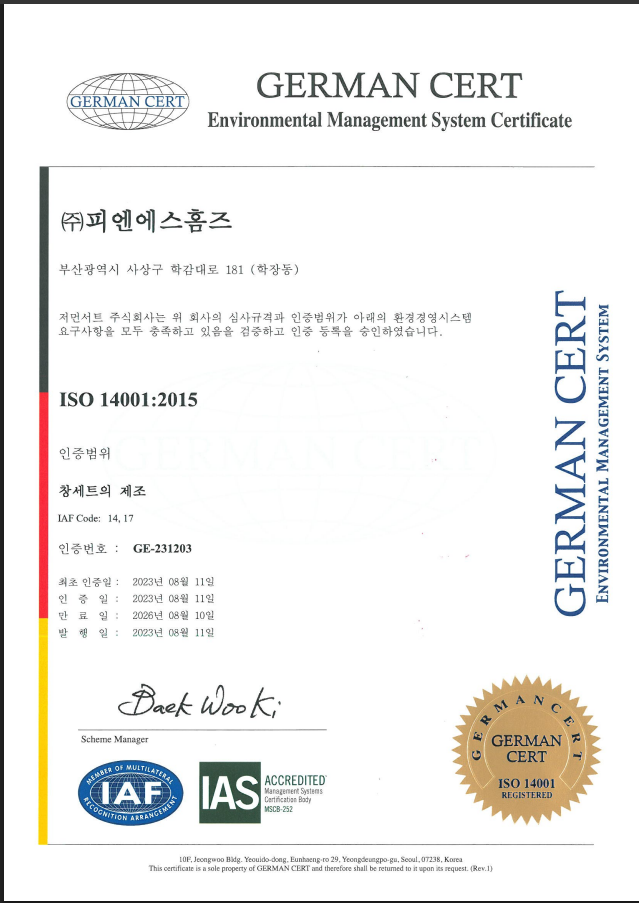 GERMAN CERT
GERMAN CERT
Environmental Management System Certificate
㈜피엔에스홈즈
부산광역시 사상구 학감대로 181 (학장동)
저먼서트 주식회사는 위 회사의 심사규격과 인증범위가 아래의 환경경영시스템
요구사항을 모두 충족하고 있음을 검증하고 인증 등록을 승인하였습니다.
ISO 14001:2015
인증범위
창세트의 제조
IAF Code: 14, 17
인증번호 : GE-231203
최초 인증일 : 2023년 08월 11일
인 증 일 : 2023년 08월 11일
만 료 일 : 2026년 08월 10일
발 행 일 : 2023년 08월 11일
GERMAN CERT
ENVIRONMENTAL MANAGEMENT SYSTEM
GERMAN CERT
Baek Woo Ki
Scheme Manager
MEMBER OF MULTILATERAL
IAF
RECOGNITION ARRANGEMENT
IAS
ACCREDITED
Management Systems
Certification Body
MSCB-252
GERMAN CERT
GERMAN
CERT
ISO 14001
REGISTERED
10F, Jeongwoo Bldg. Yeouido-dong, Eunhaeng-ro 29, Yeongdeungpo-gu, Seoul, 07238, Korea
This certificate is a sole property of GERMAN CERT and therefore shall be returned to it upon its request. (Rev.1)